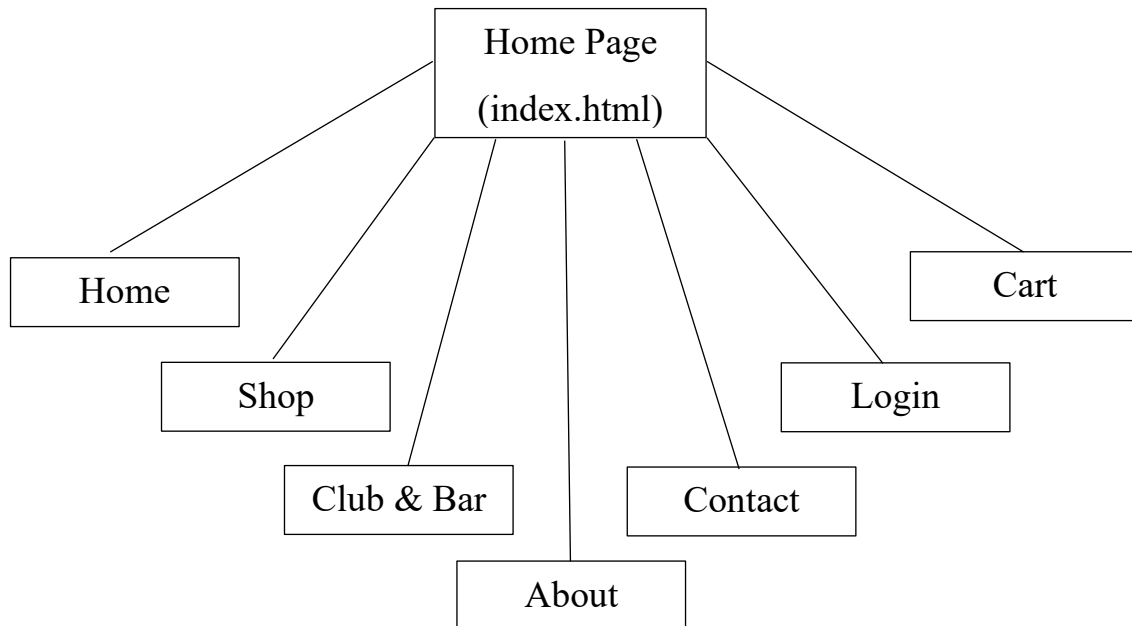 Home Page
(index.html)
Home
Cart
Shop
Login
Club & Bar
Contact
About